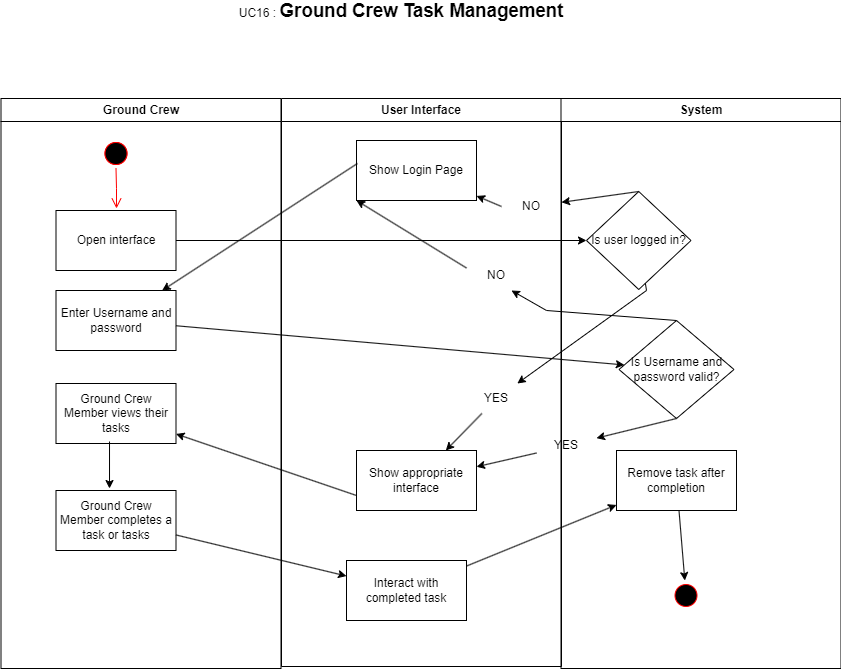 UC16 : Ground Crew Task Management
Ground Crew
User Interface
System
Show Login Page
NO
Open interface
Is user logged in?
NO
Enter Username and
password
Is Username and
password valid?
Ground Crew
Member views their
tasks
YES
YES
Show appropriate
interface
Remove task after
completion
Ground Crew
Member completes a
task or tasks
Interact with
completed task